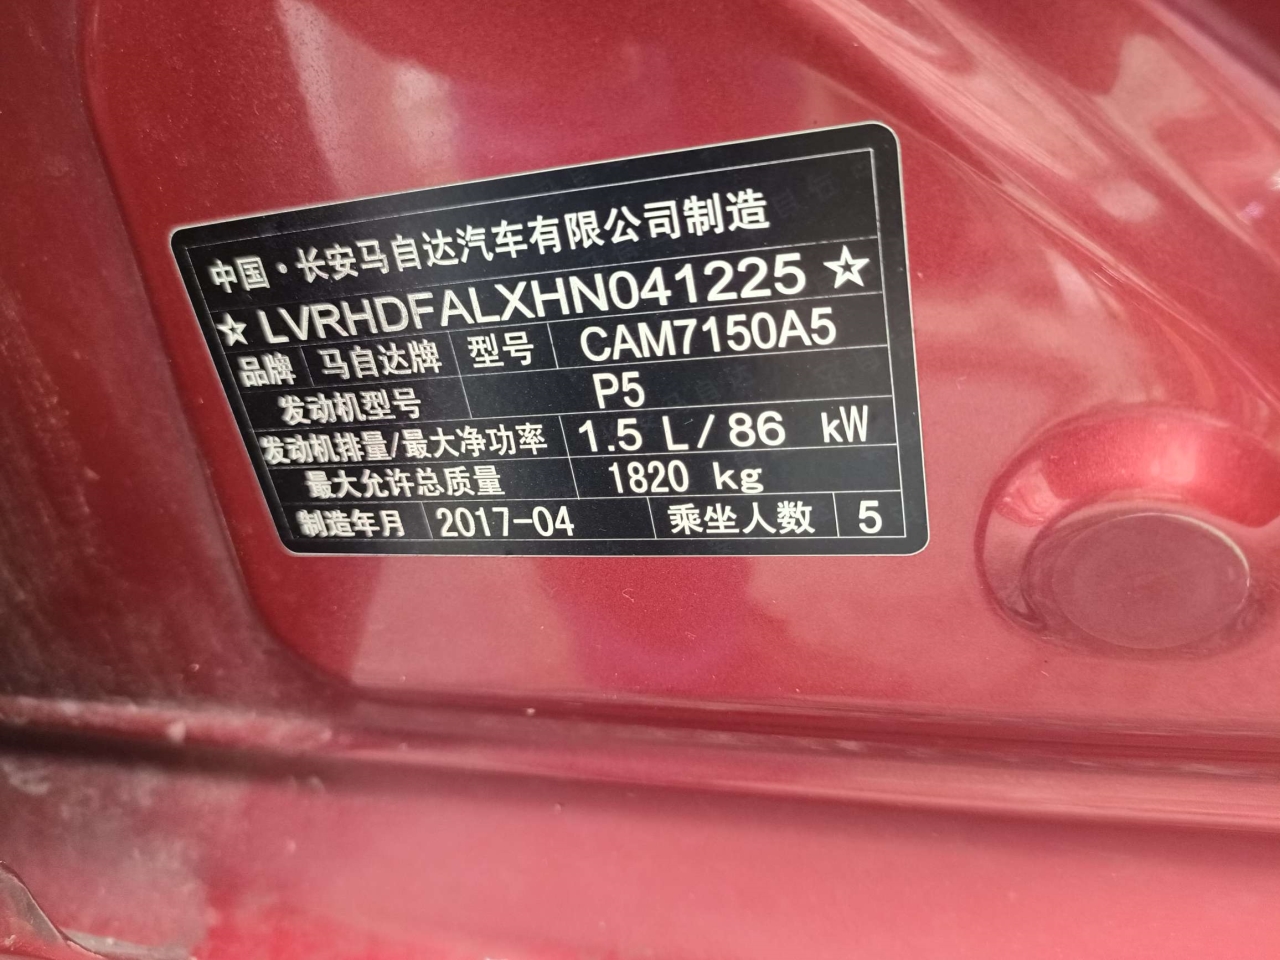 中国·长安马自达汽车有限公司制造
☆LVRHDFALXHN041225☆
品牌 马自达牌 型号 CAM7150A5
发动机型号 P5
发动机排量/最大净功率 1.5 L/86 kW
最大允许总质量 1820 kg
制造年月 2017-04 乘坐人数 5